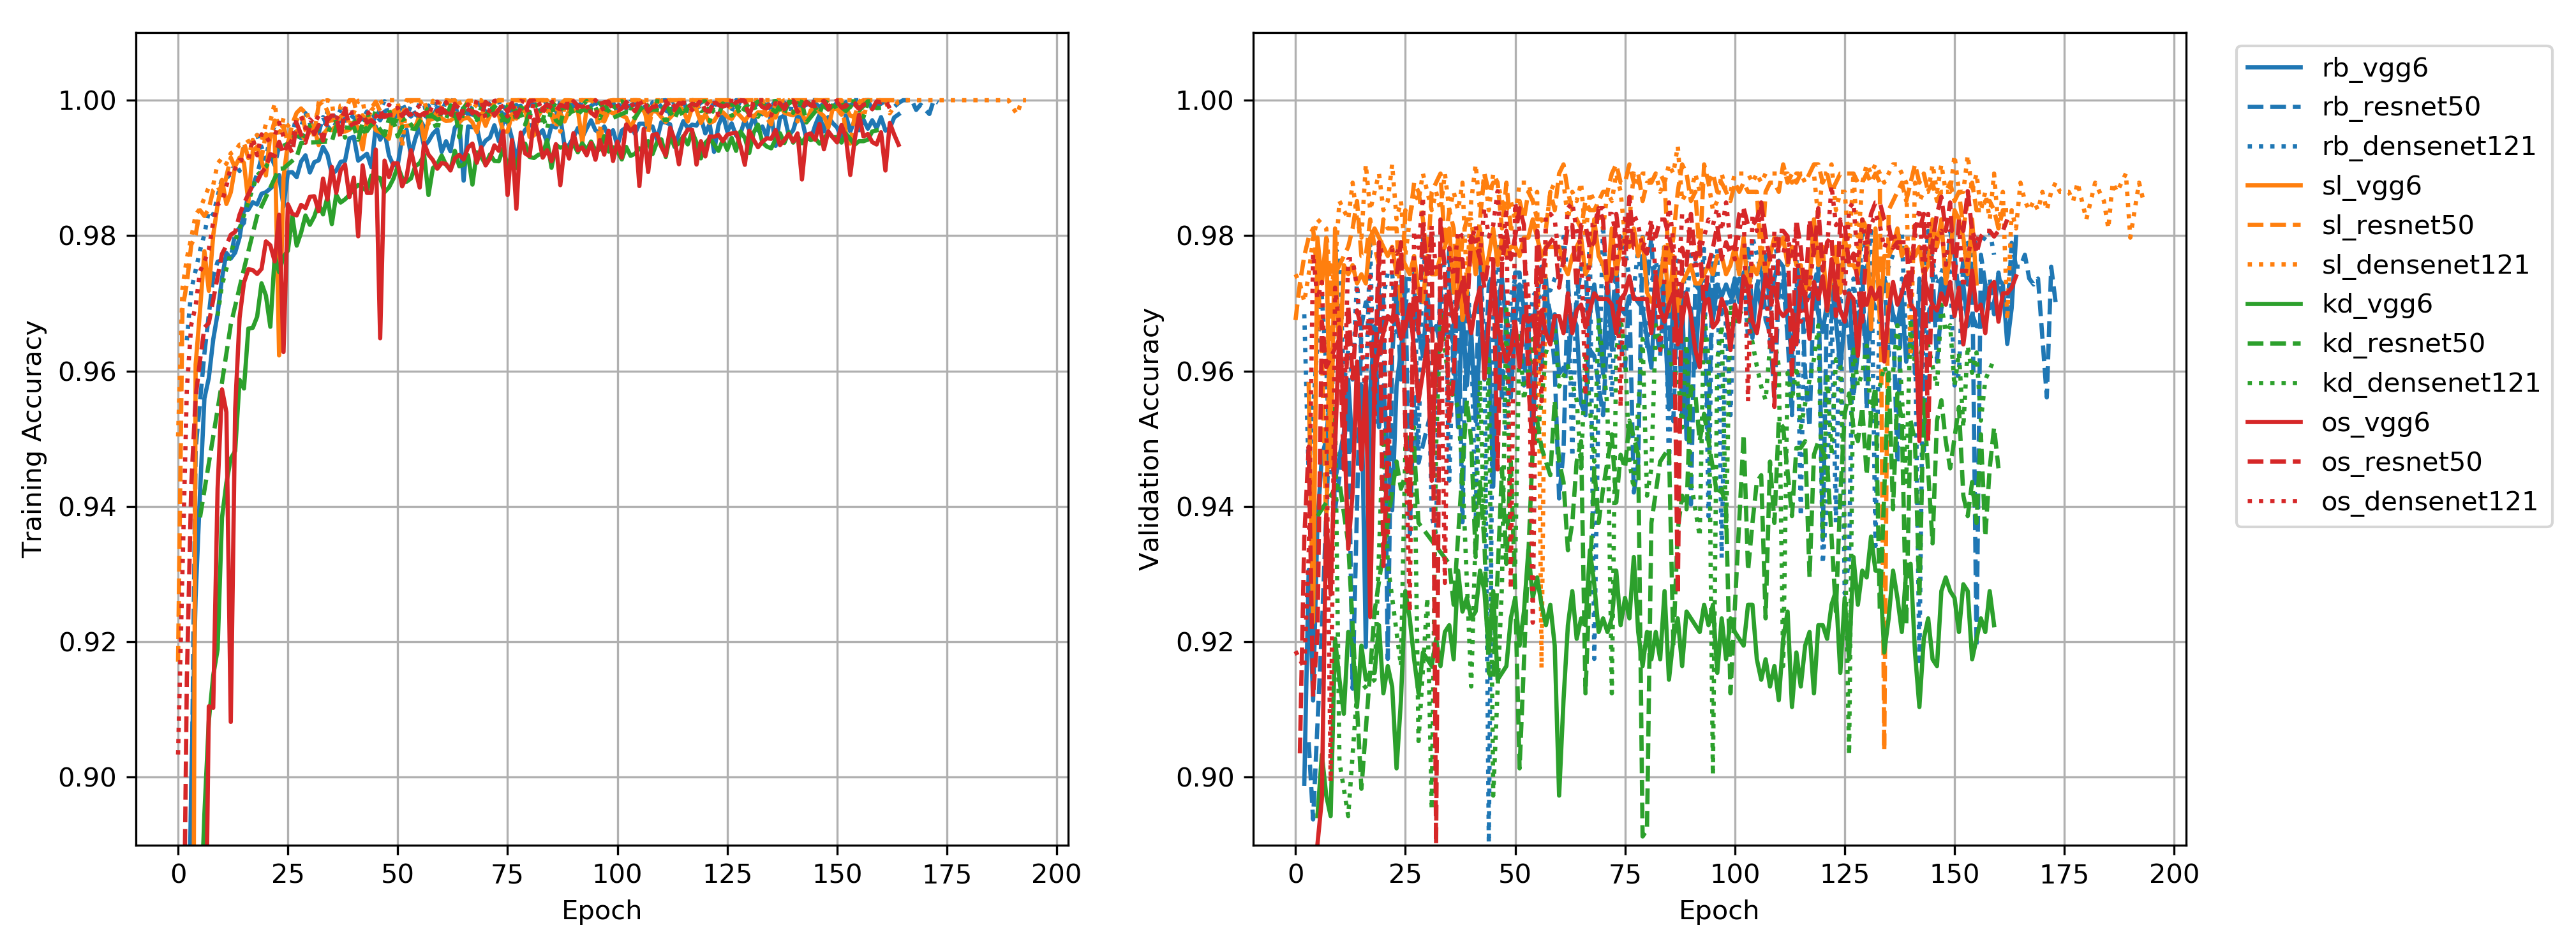 1.00
0.98
0.96
0.94
0.92
0.90
Training Accuracy
0 25 50 75 100 125 150 175 200
Epoch
1.00
0.98
0.96
0.94
0.92
0.90
Validation Accuracy
0 25 50 75 100 125 150 175 200
Epoch
rb_vgg6
rb_resnet50
rb_densenet121
sl_vgg6
sl_resnet50
sl_densenet121
kd_vgg6
kd_resnet50
kd_densenet121
os_vgg6
os_resnet50
os_densenet121